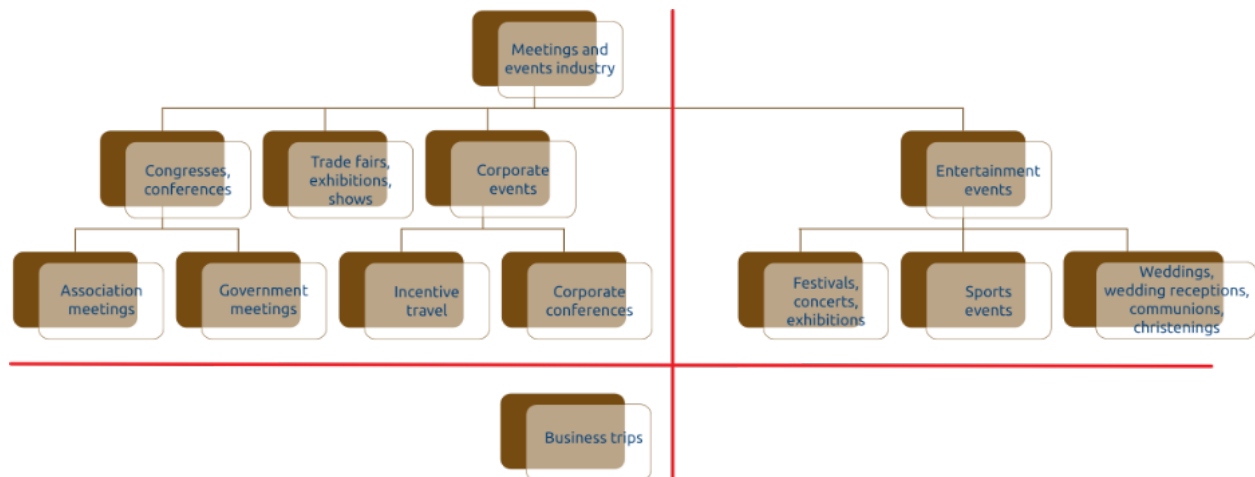 Meetings and
events industry
Congresses,
conferences
Trade fairs,
exhibitions,
shows
Corporate
events
Entertainment
events
Association
meetings
Government
meetings
Incentive
travel
Corporate
conferences
Festivals,
concerts,
exhibitions
Sports
events
Weddings,
wedding receptions,
communions,
christenings
Business trips